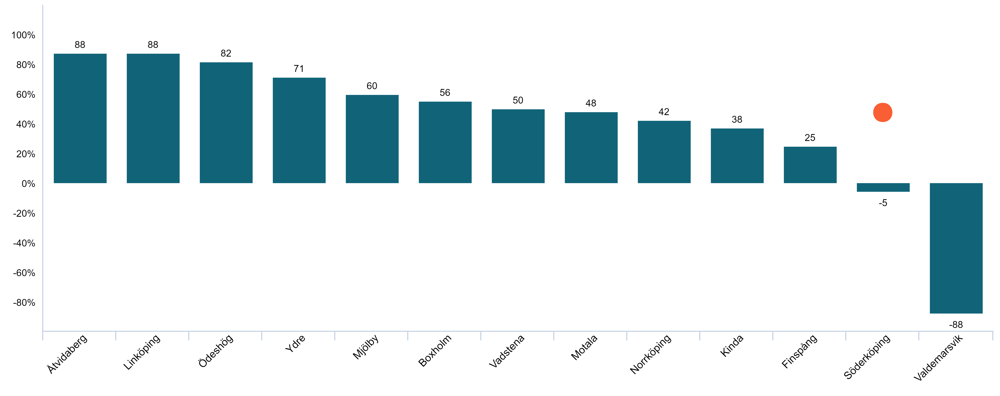 100%
80%
60%
40%
20%
0%
-20%
-40%
-60%
-80%
88
88
82
71
60
56
50
48
42
38
25
-5
-88
Åtvidaberg
Linköping
Ödeshög
Ydre
Mjölby
Boxholm
Vadstena
Motala
Norrköping
Kinda
Finspång
Söderköping
Valdemarsvik